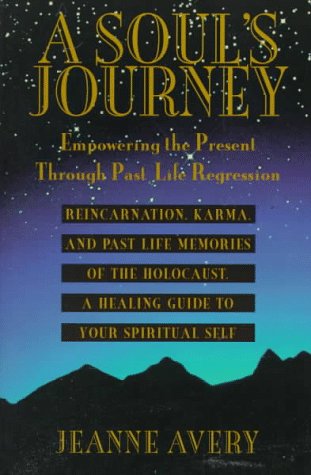 A SOUL'S
JOURNEY
Empowering the Present
Through Past Life Regression
REINCARNATION, KARMA,
AND PAST LIFE MEMORIES
OF THE HOLOCAUST,
A HEALING GUIDE TO
YOUR SPIRITUAL SELF
JEANNE AVERY